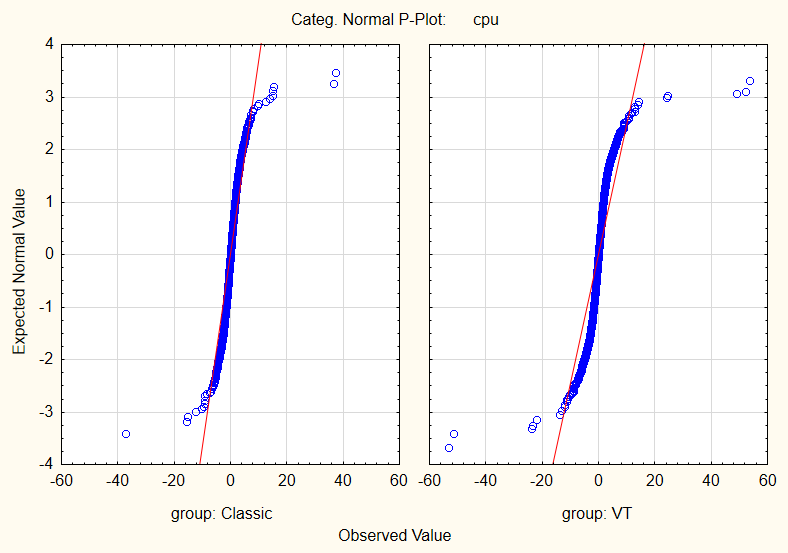 Categ. Normal P-Plot: cpu
Expected Normal Value
4
3
2
1
0
-1
-2
-3
-4
-60 -40 -20 0 20 40 60 -60 -40 -20 0 20 40 60
group: Classic group: VT
Observed Value